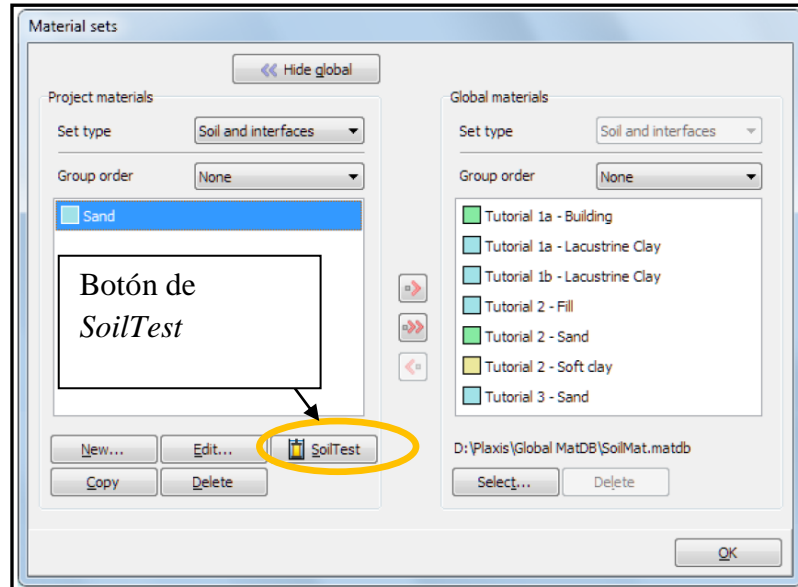 Material sets
Hide global
Project materials
Set type
Soil and interfaces
Group order
None
Sand
Botón de
SoilTest
New...
Edit...
SoilTest
Copy
Delete
Global materials
Set type
Soil and interfaces
Group order
None
Tutorial 1a - Building
Tutorial 1a - Lacustrine Clay
Tutorial 1b - Lacustrine Clay
Tutorial 2 - Fill
Tutorial 2 - Sand
Tutorial 2 - Soft clay
Tutorial 3 - Sand
D:\Plaxis\Global MatDB\SoilMat.matdb
Select...
Delete
OK